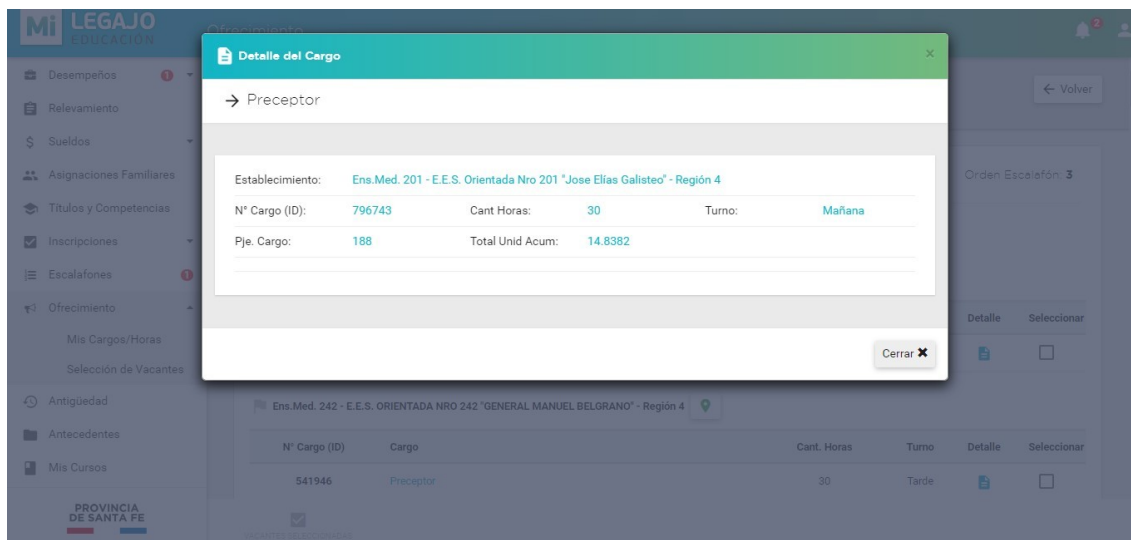 Mi LEGAJO
EDUCACIÓN
Ofrecimiento
2
Detalle del Cargo ×
Desempeños 1
← Volver
→ Preceptor
Relevamiento
Sueldos
Asignaciones Familiares
Establecimiento: Ens.Med. 201 - E.E.S. Orientada Nro 201 "Jose Elías Galisteo" - Región 4
Orden Escalafón: 3
Títulos y Competencias
N° Cargo (ID): 796743 Cant Horas: 30 Turno: Mañana
Inscripciones
Pje. Cargo: 188 Total Unid Acum: 14.8382
Escalafones 1
Ofrecimiento
Detalle Seleccionar
Mis Cargos/Horas
Cerrar ✖
Selección de Vacantes
Antigüedad
Ens.Med. 242 - E.E.S. ORIENTADA NRO 242 "GENERAL MANUEL BELGRANO" - Región 4
Antecedentes
N° Cargo (ID) Cargo Cant. Horas Turno Detalle Seleccionar
Mis Cursos
541946 Preceptor 30 Tarde
PROVINCIA
DE SANTA FE